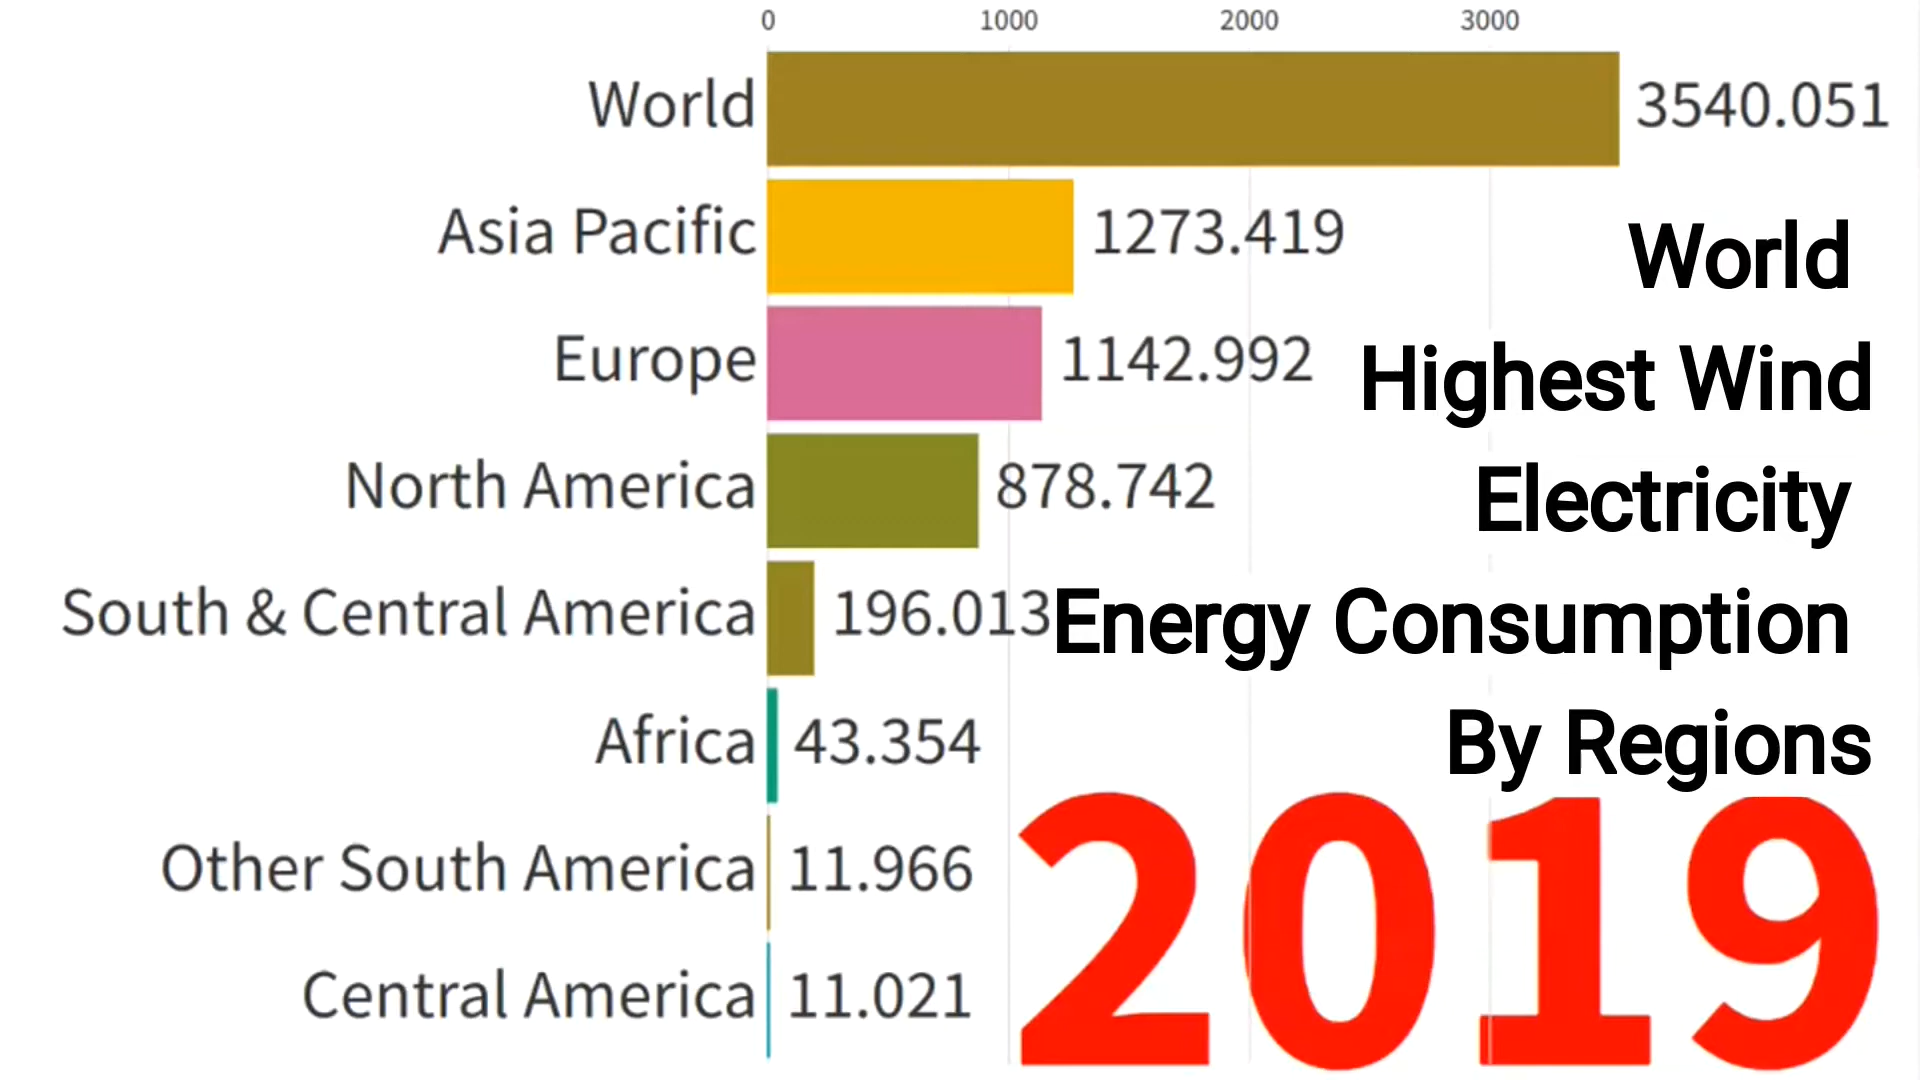 0 1000 2000 3000
World 3540.051
Asia Pacific 1273.419
Europe 1142.992
North America 878.742
South & Central America 196.013
Africa 43.354
Other South America 11.966
Central America 11.021
World
Highest Wind
Electricity
Energy Consumption
By Regions
2019